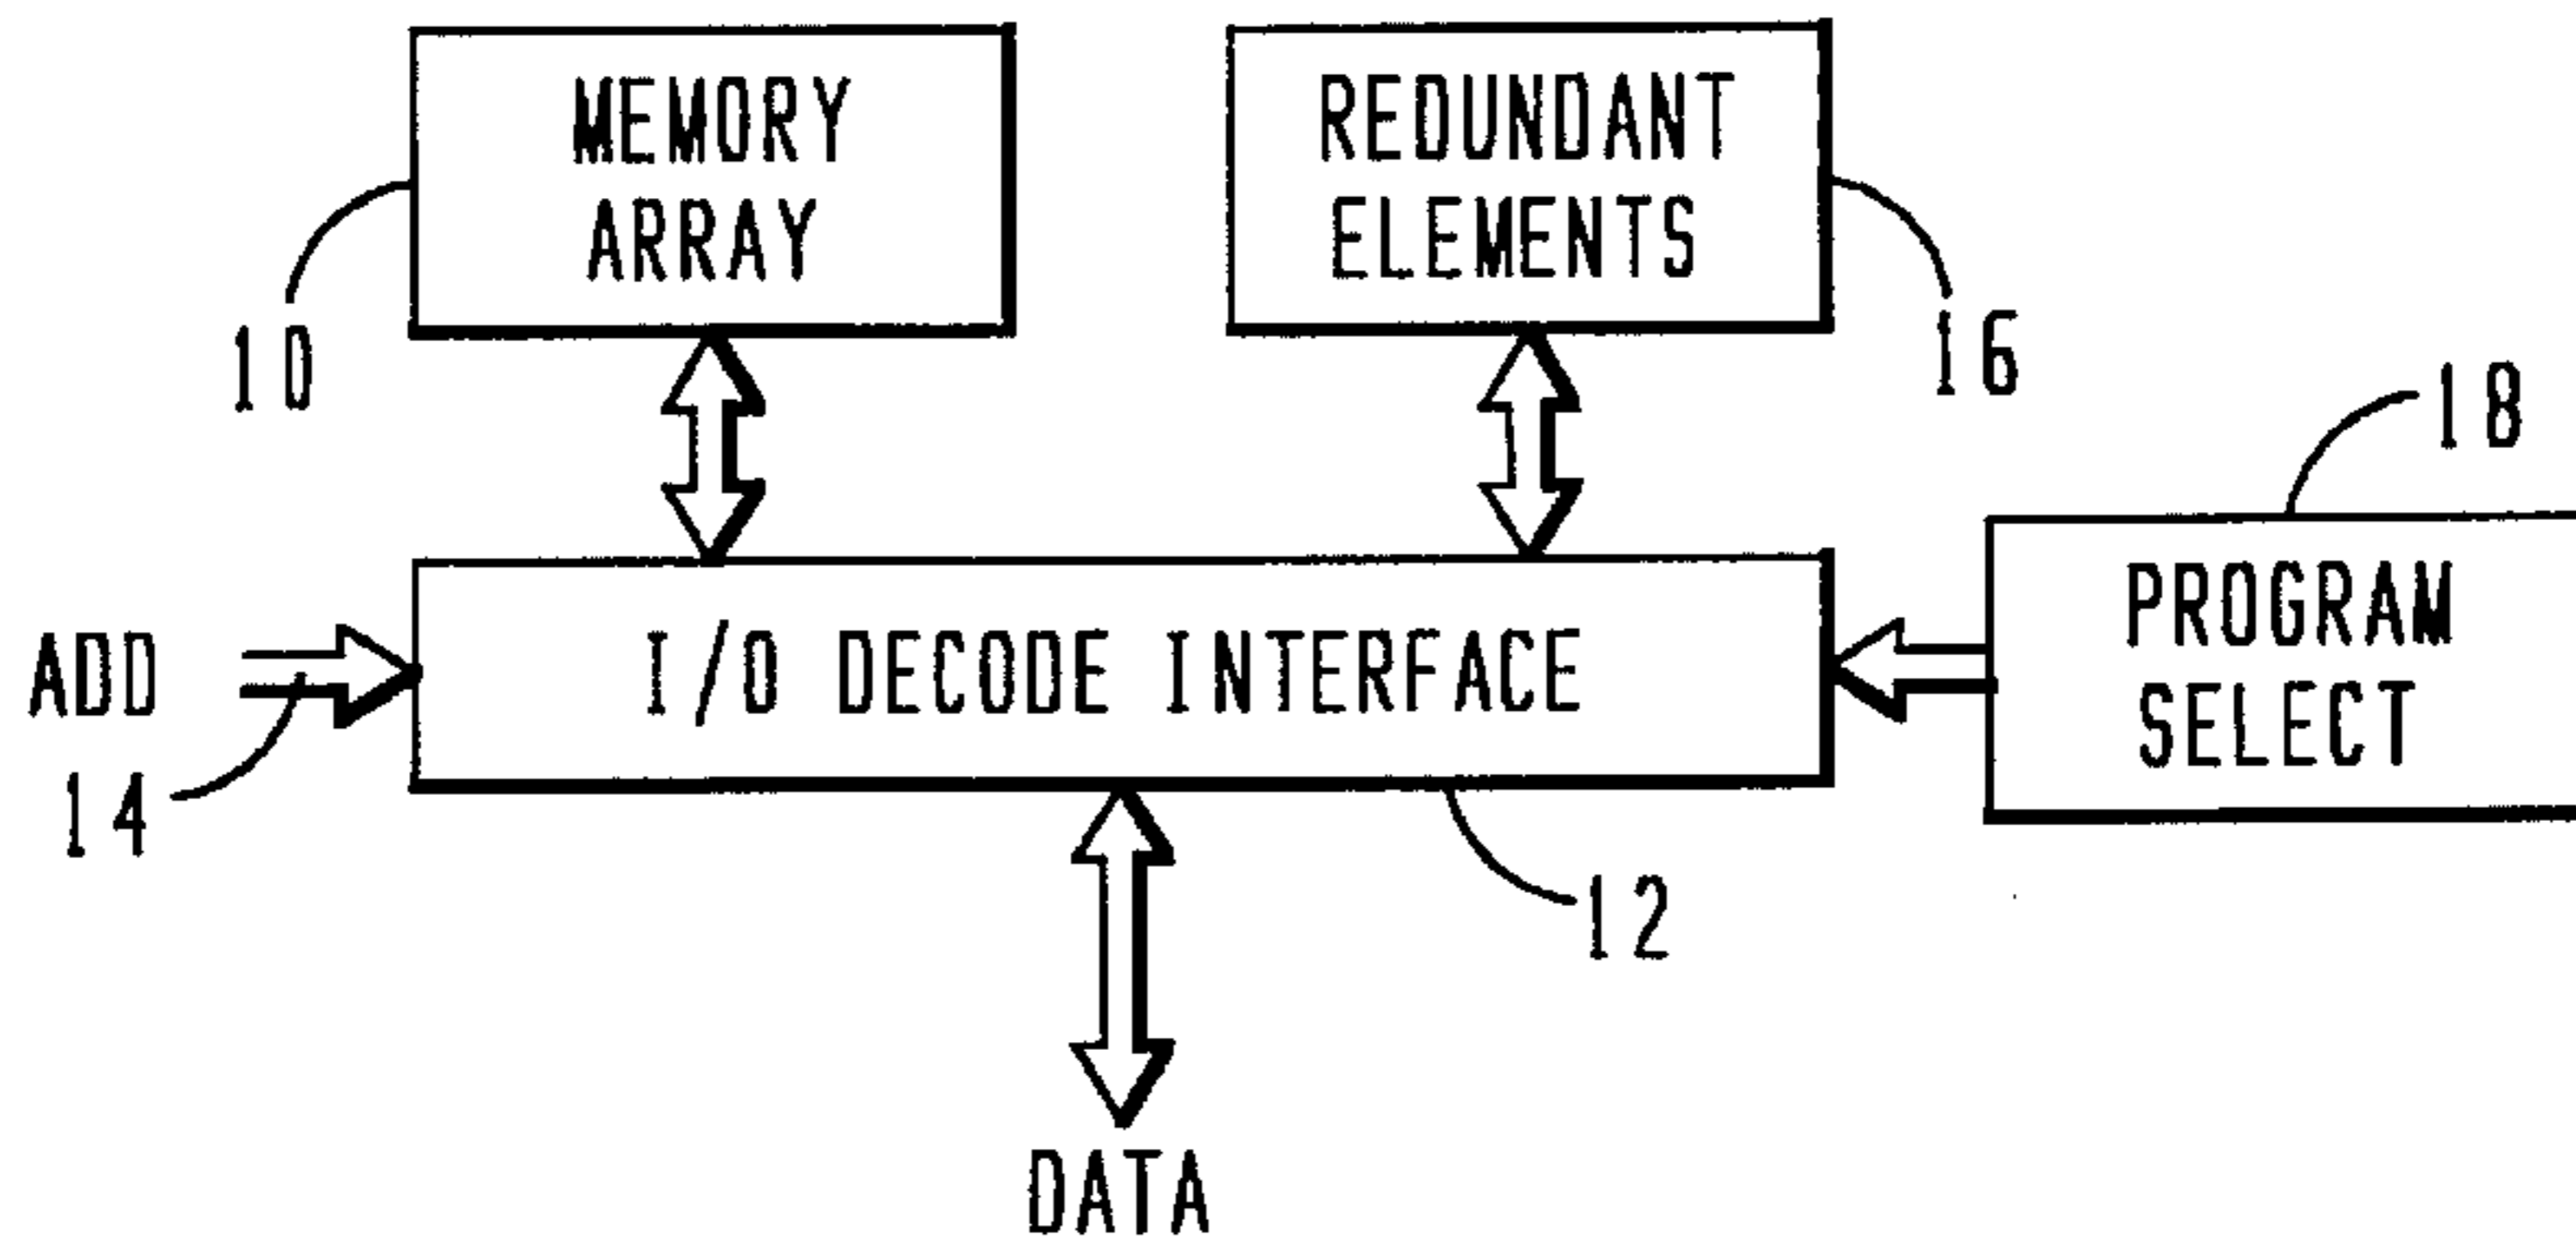 MEMORY
ARRAY
REDUNDANT
ELEMENTS
10
16
18
ADD
I/O DECODE INTERFACE
PROGRAM
SELECT
14
12
DATA